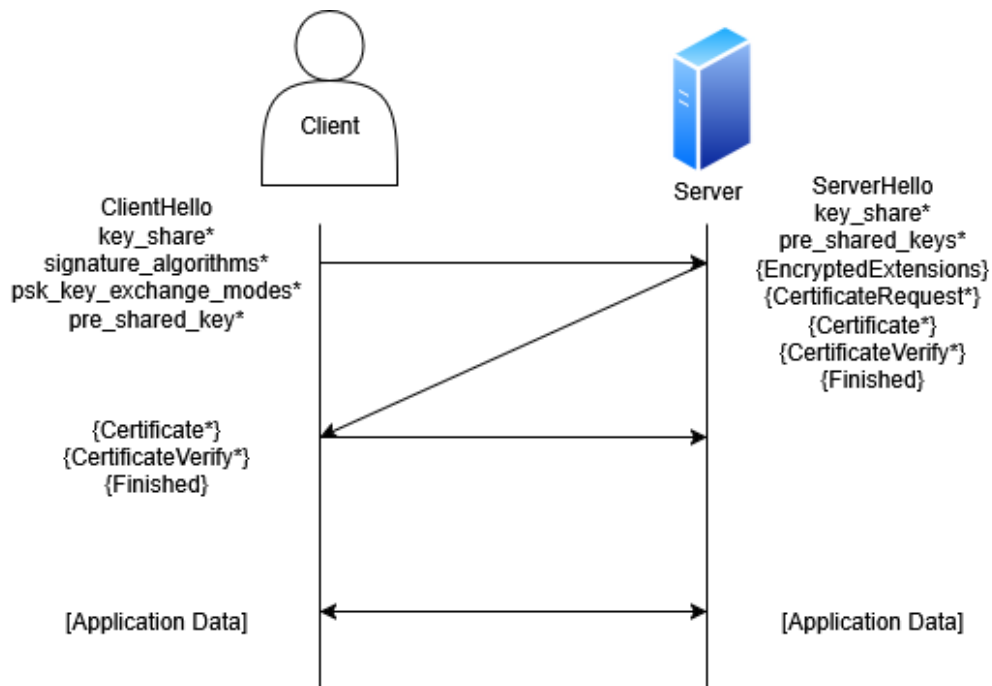 Client
Server
ClientHello
key_share*
signature_algorithms*
psk_key_exchange_modes*
pre_shared_key*
ServerHello
key_share*
pre_shared_keys*
{EncryptedExtensions}
{CertificateRequest*}
{Certificate*}
{CertificateVerify*}
{Finished}
{Certificate*}
{CertificateVerify*}
{Finished}
[Application Data]
[Application Data]